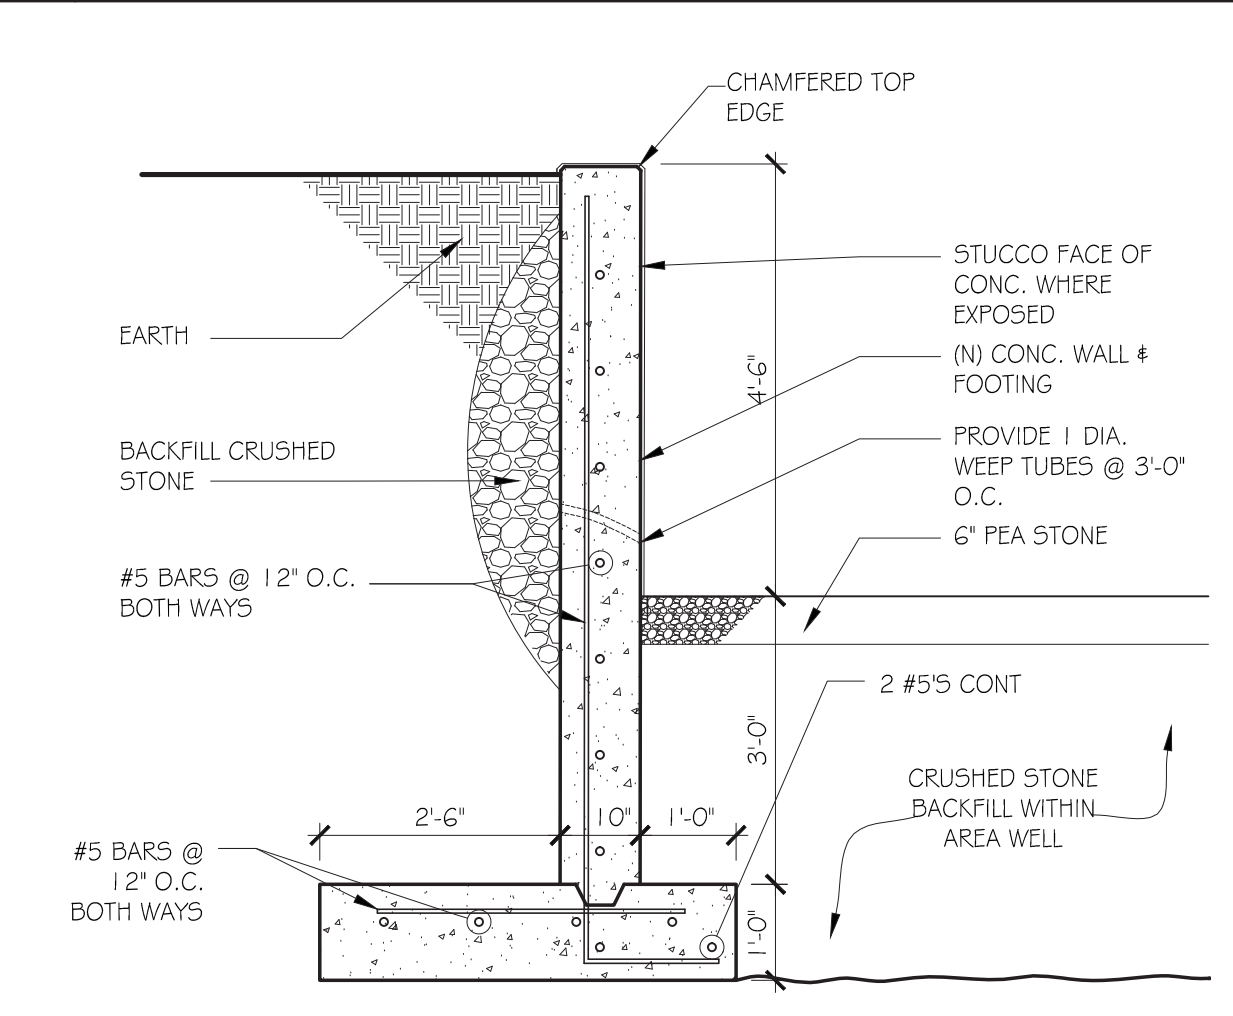 CHAMFERED TOP
EDGE
STUCCO FACE OF
CONC. WHERE
EXPOSED
(N) CONC. WALL &
FOOTING
4'-6"
EARTH
PROVIDE 1 DIA.
WEEP TUBES @ 3'-0"
O.C.
BACKFILL CRUSHED
STONE
6" PEA STONE
#5 BARS @ 12" O.C.
BOTH WAYS
2 #5'S CONT
3'-0"
CRUSHED STONE
BACKFILL WITHIN
AREA WELL
2'-6"
10"
1'-0"
#5 BARS @
12" O.C.
BOTH WAYS
1'-0"